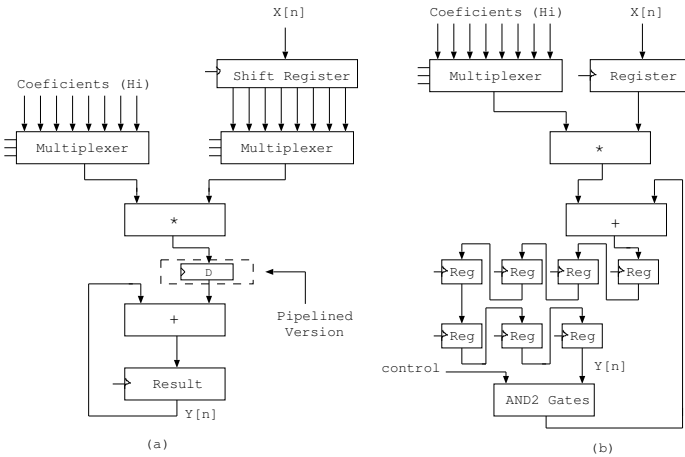 X[n]
Shift Register
Coeficients (Hi)
Multiplexer
Multiplexer
*
D
Pipelined
Version
+
Result
Y[n]
(a)
Coeficients (Hi)
X[n]
Multiplexer
Register
*
+
Reg
Reg
Reg
Reg
Reg
Reg
Reg
Y[n]
control
AND2 Gates
(b)